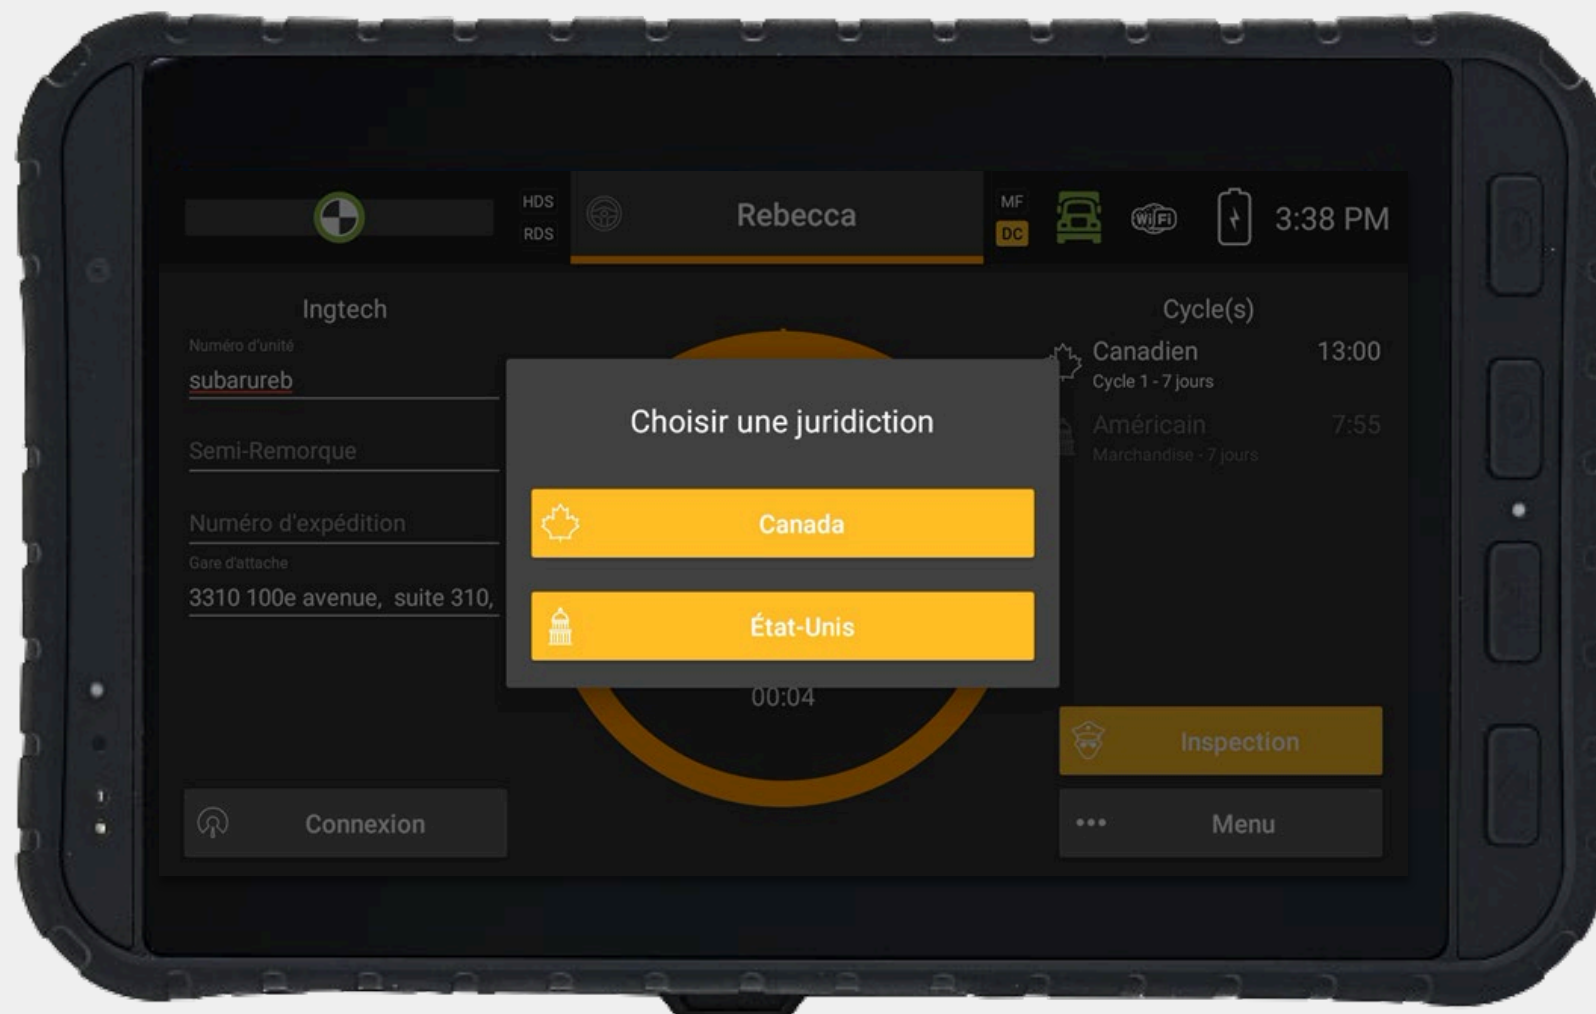 HDS
RDS
Rebecca
MF
DC
WiFi
3:38 PM
Ingtech
Numéro d'unité
subarureb
Semi-Remorque
Numéro d'expédition
Gare d'attache
3310 100e avenue, suite 310,
Connexion
Choisir une juridiction
Canada
État-Unis
00:04
Cycle(s)
Canadien 13:00
Cycle 1 - 7 jours
Américain 7:55
Marchandise - 7 jours
Inspection
Menu